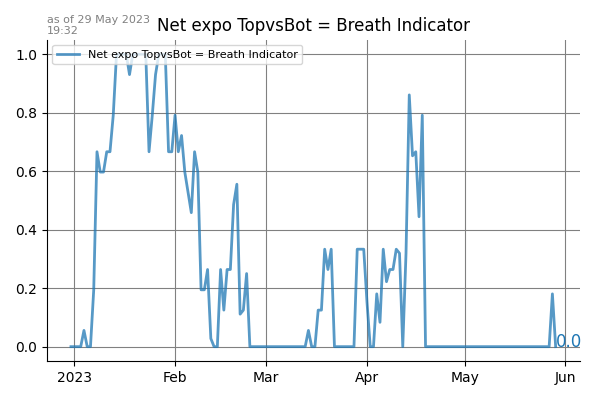 as of 29 May 2023
19:32
Net expo TopvsBot = Breath Indicator
Net expo TopvsBot = Breath Indicator
1.0
0.8
0.6
0.4
0.2
0.0
0.0
2023
Feb
Mar
Apr
May
Jun